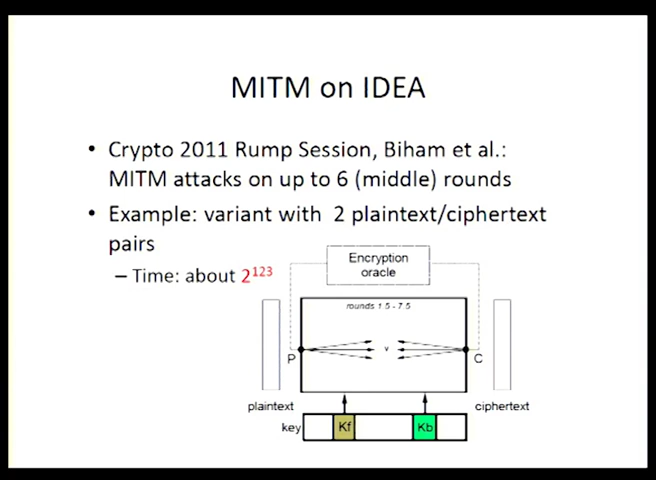 MITM on IDEA
• Crypto 2011 Rump Session, Biham et al.:
MITM attacks on up to 6 (middle) rounds
• Example: variant with 2 plaintext/ciphertext
pairs
– Time: about 2^123
Encryption
oracle
rounds 1.5 - 7.5
P
v
C
plaintext
ciphertext
key
Kf
Kb